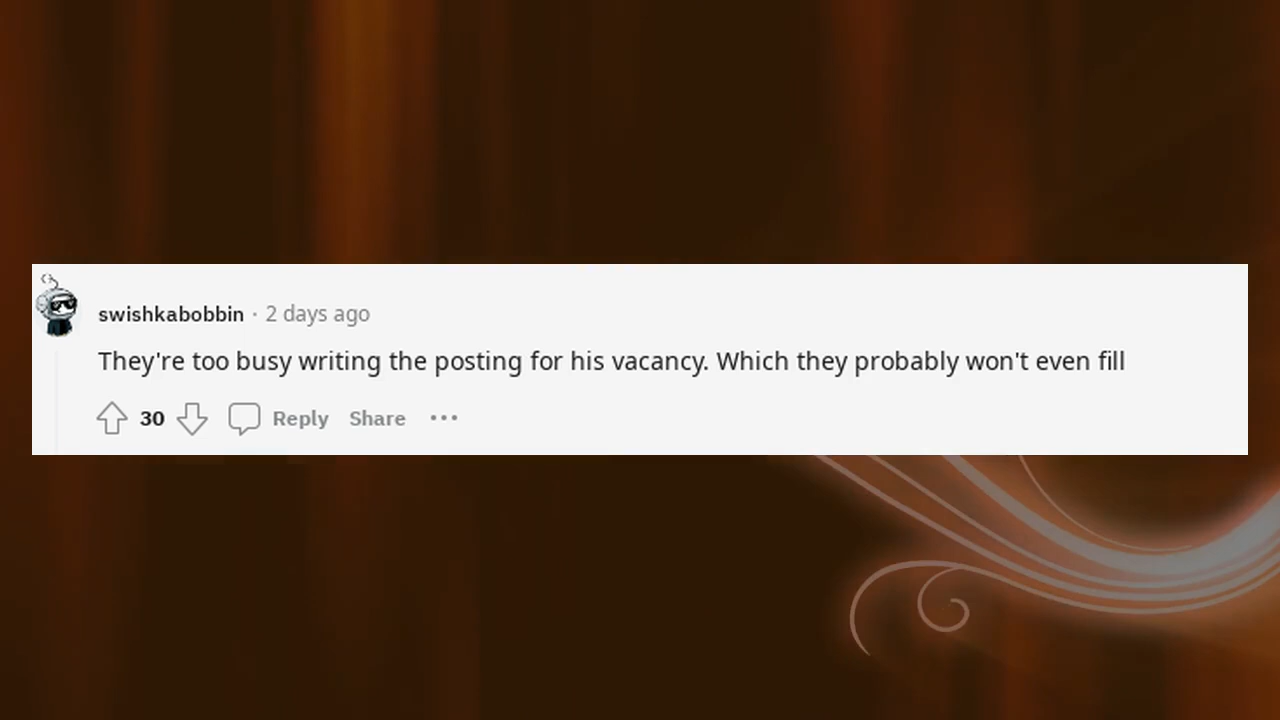 swishkabobbin · 2 days ago
They're too busy writing the posting for his vacancy. Which they probably won't even fill
30 Reply Share ···